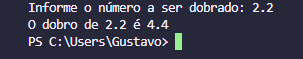 Informe o número a ser dobrado: 2.2
O dobro de 2.2 é 4.4
PS C:\Users\Gustavo>